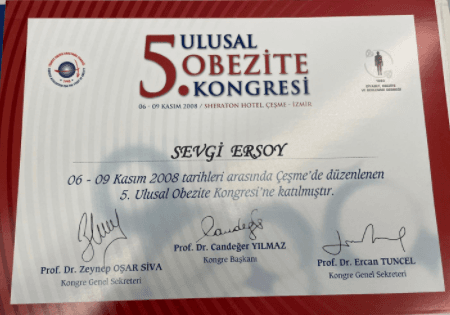 5. ULUSAL
OBEZİTE
KONGRESİ
06 - 09 KASIM 2008 / SHERATON HOTEL ÇEŞME - İZMİR
SEVGİ ERSOY
06 - 09 Kasım 2008 tarihleri arasında Çeşme'de düzenlenen
5. Ulusal Obezite Kongresi'ne katılmıştır.
Prof. Dr. Zeynep OŞAR SİVA
Kongre Genel Sekreteri
Prof. Dr. Candeğer YILMAZ
Kongre Başkanı
Prof. Dr. Ercan TUNCEL
Kongre Genel Sekreteri